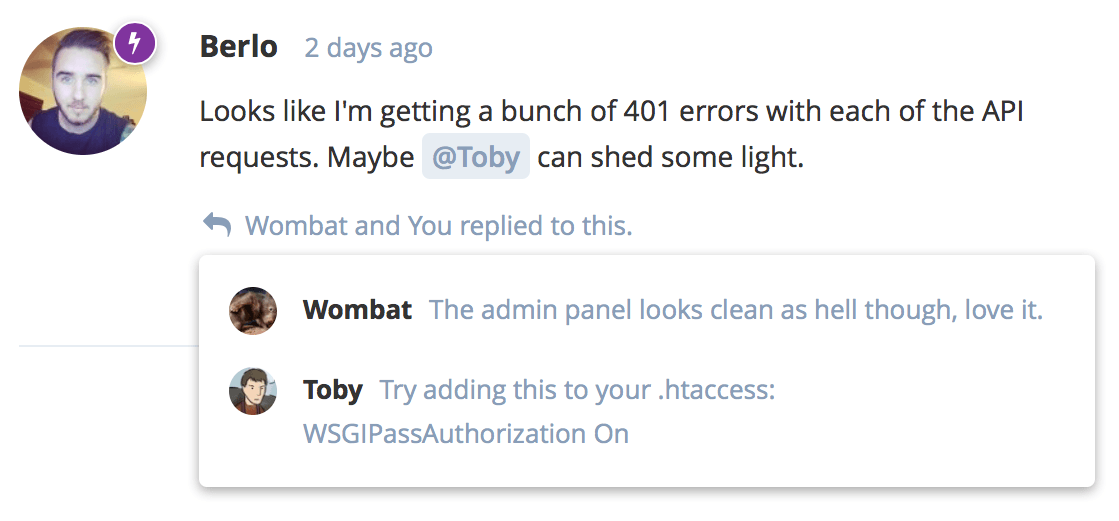 Berlo 2 days ago
Looks like I'm getting a bunch of 401 errors with each of the API
requests. Maybe @Toby can shed some light.
Wombat and You replied to this.
Wombat The admin panel looks clean as hell though, love it.
Toby Try adding this to your .htaccess:
WSGIPassAuthorization On